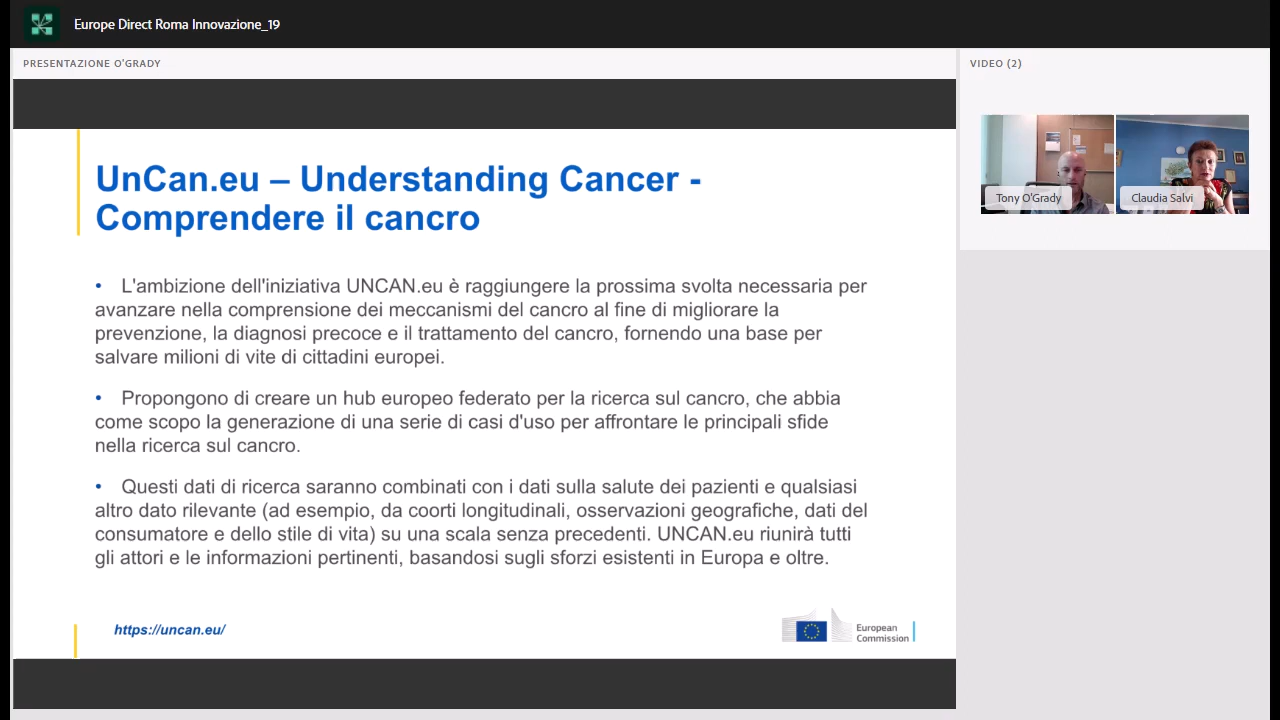 Europe Direct Roma Innovazione_19
PRESENTAZIONE O'GRADY
VIDEO (2)
Tony O'Grady
Claudia Salvi
UnCan.eu – Understanding Cancer -
Comprendere il cancro
• L'ambizione dell'iniziativa UNCAN.eu è raggiungere la prossima svolta necessaria per
avanzare nella comprensione dei meccanismi del cancro al fine di migliorare la
prevenzione, la diagnosi precoce e il trattamento del cancro, fornendo una base per
salvare milioni di vite di cittadini europei.
• Propongono di creare un hub europeo federato per la ricerca sul cancro, che abbia
come scopo la generazione di una serie di casi d'uso per affrontare le principali sfide
nella ricerca sul cancro.
• Questi dati di ricerca saranno combinati con i dati sulla salute dei pazienti e qualsiasi
altro dato rilevante (ad esempio, da coorti longitudinali, osservazioni geografiche, dati del
consumatore e dello stile di vita) su una scala senza precedenti. UNCAN.eu riunirà tutti
gli attori e le informazioni pertinenti, basandosi sugli sforzi esistenti in Europa e oltre.
https://uncan.eu/
European
Commission